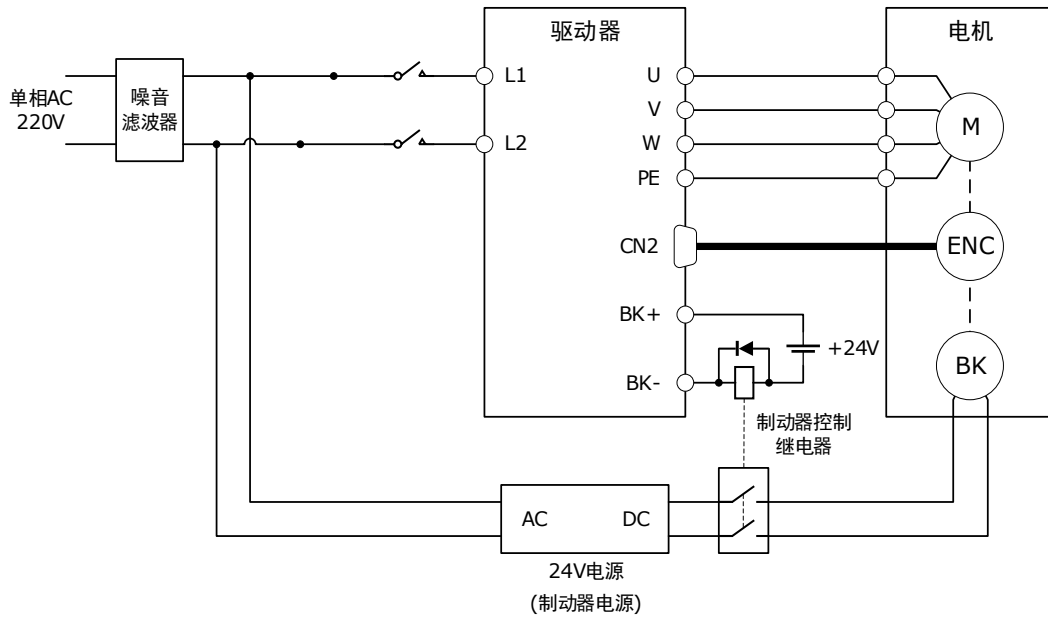 驱动器
电机
单相AC
220V
噪音
滤波器
L1
L2
U
V
W
PE
M
CN2
ENC
BK+
+24V
BK-
BK
制动器控制
继电器
AC
DC
24V电源
(制动器电源)